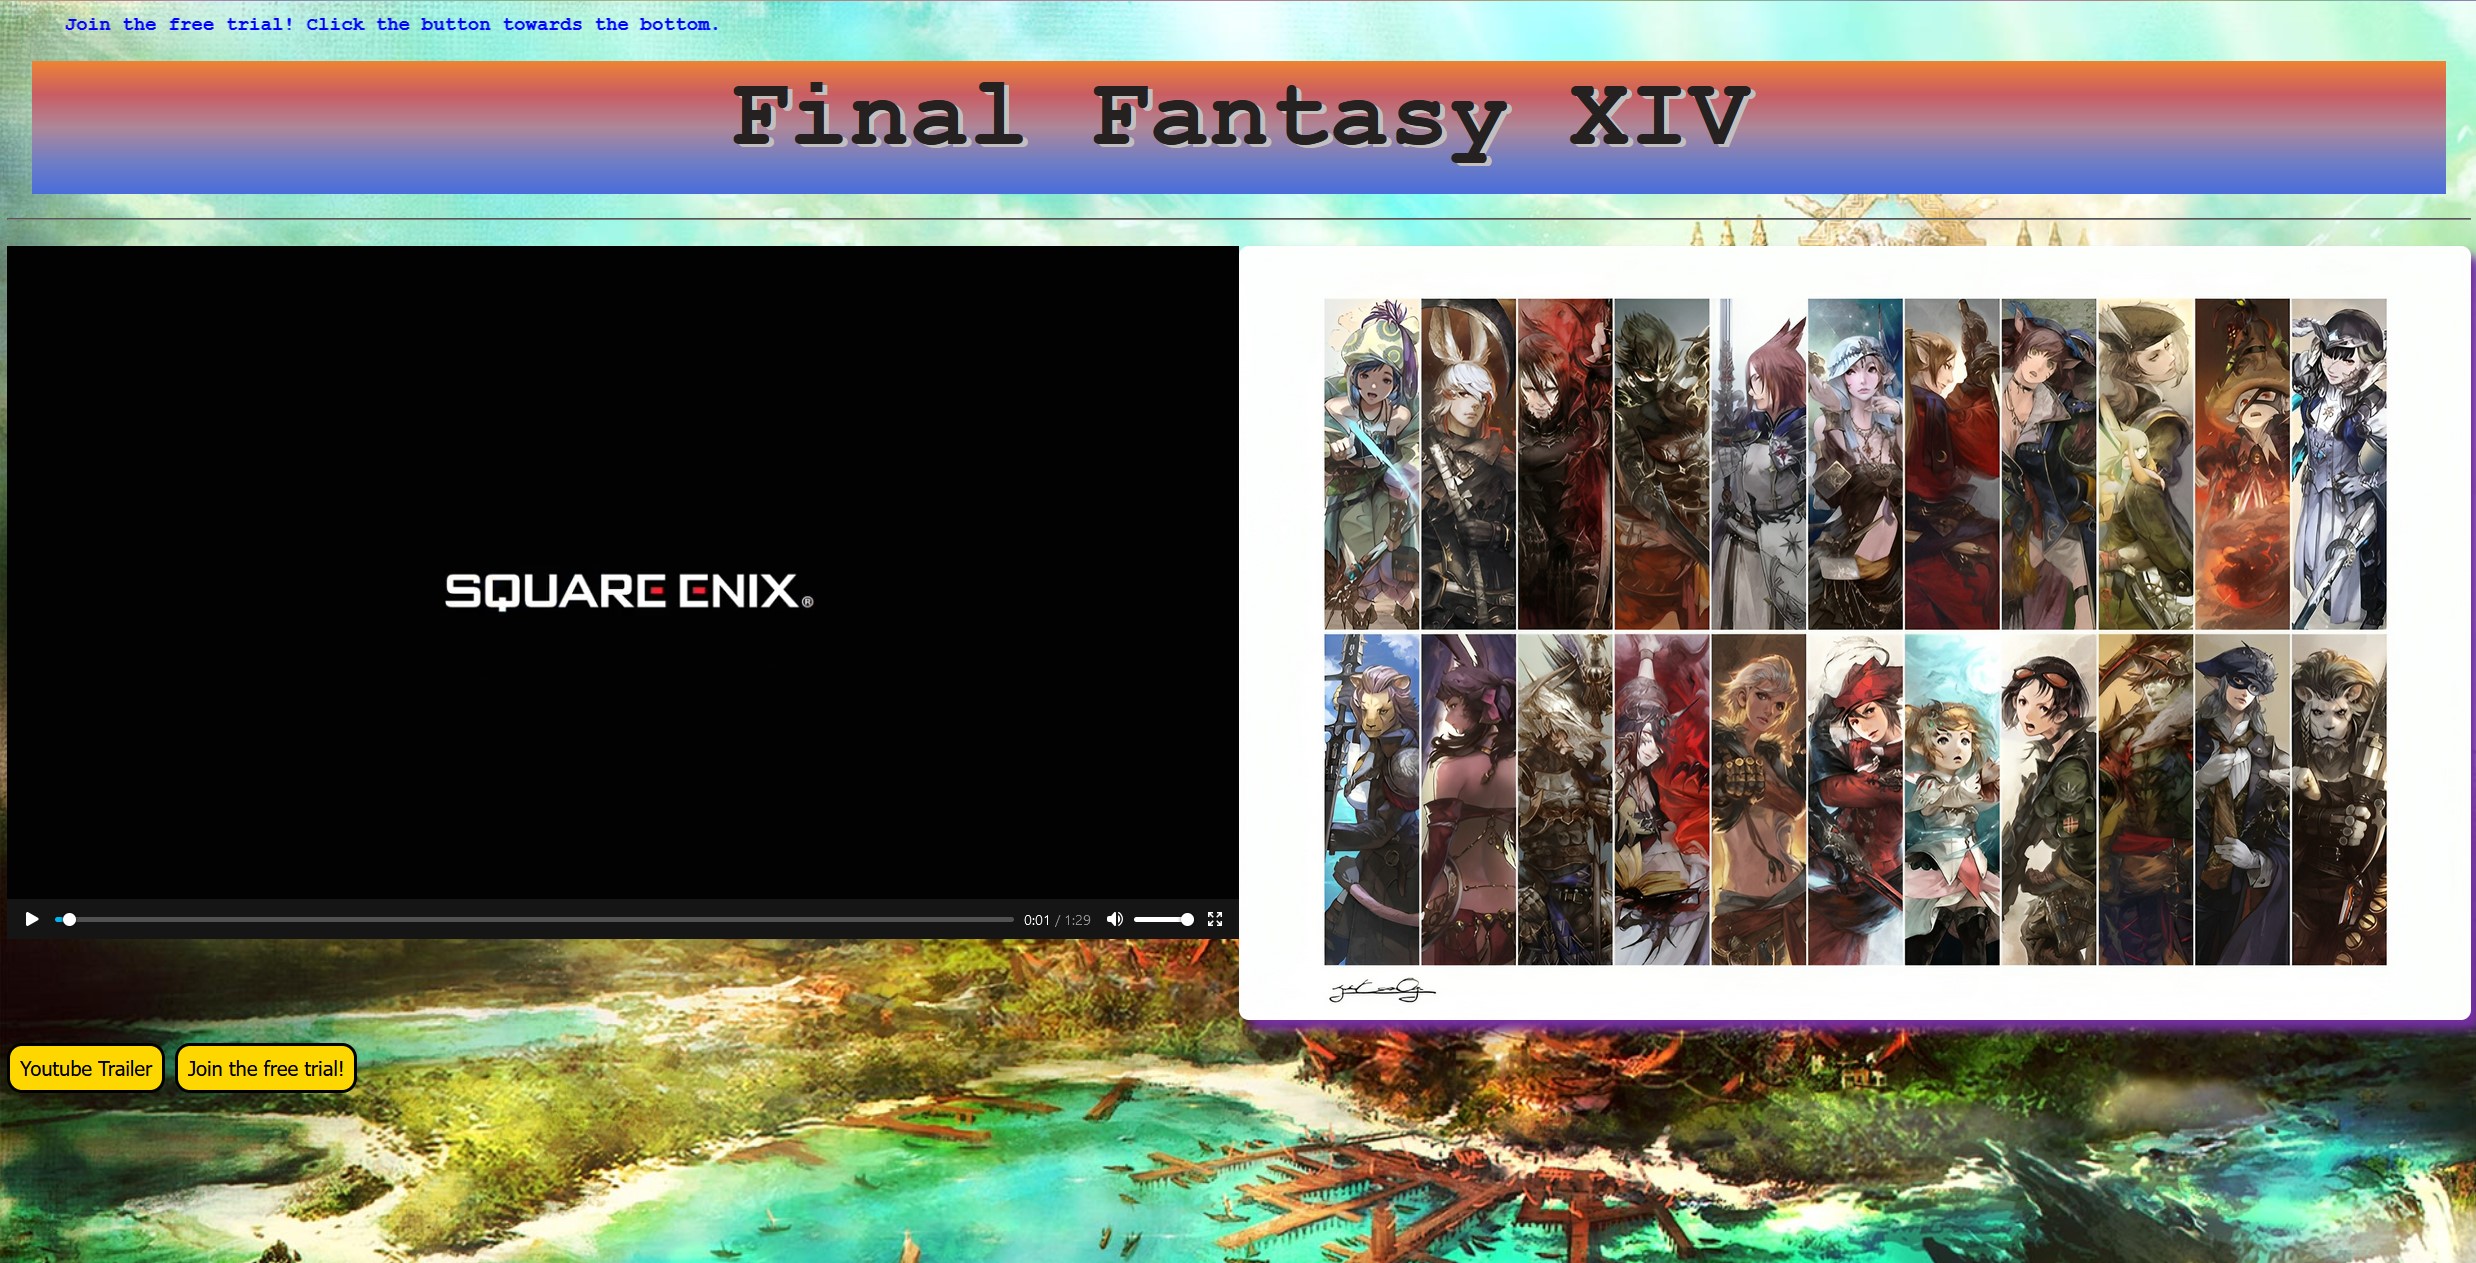 Join the free trial! Click the button towards the bottom.
Final Fantasy XIV
SQUARE ENIX®
0:01 / 1:29
Youtube Trailer
Join the free trial!